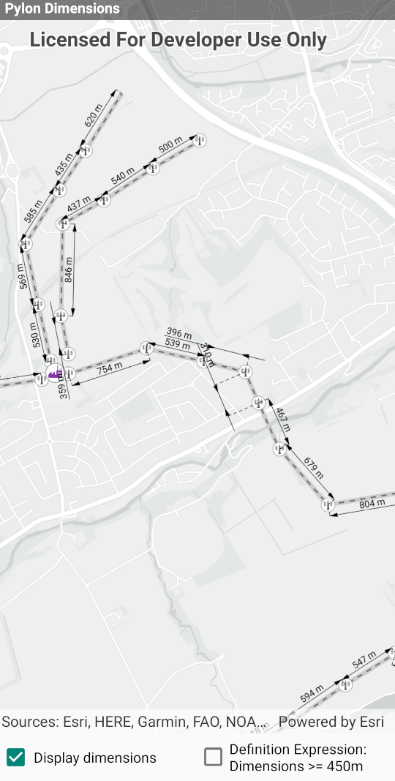 Pylon Dimensions
Licensed For Developer Use Only
620 m
435 m
500 m
540 m
585 m
437 m
569 m
846 m
530 m
396 m
539 m
754 m
359 m
467 m
679 m
804 m
547 m
594 m
Sources: Esri, HERE, Garmin, FAO, NOA... Powered by Esri
Display dimensions
Definition Expression:
Dimensions >= 450m